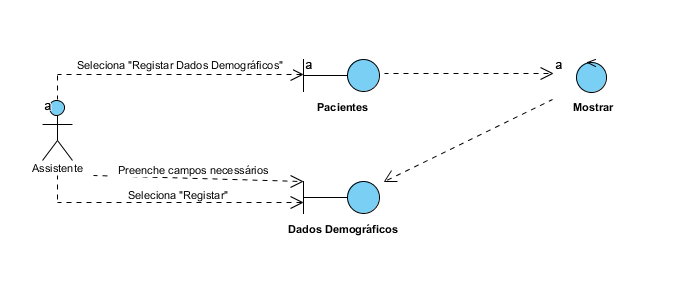 Seleciona "Registar Dados Demográficos"
a
a
Pacientes
Mostrar
a
Assistente
Preenche campos necessários
Seleciona "Registar"
Dados Demográficos